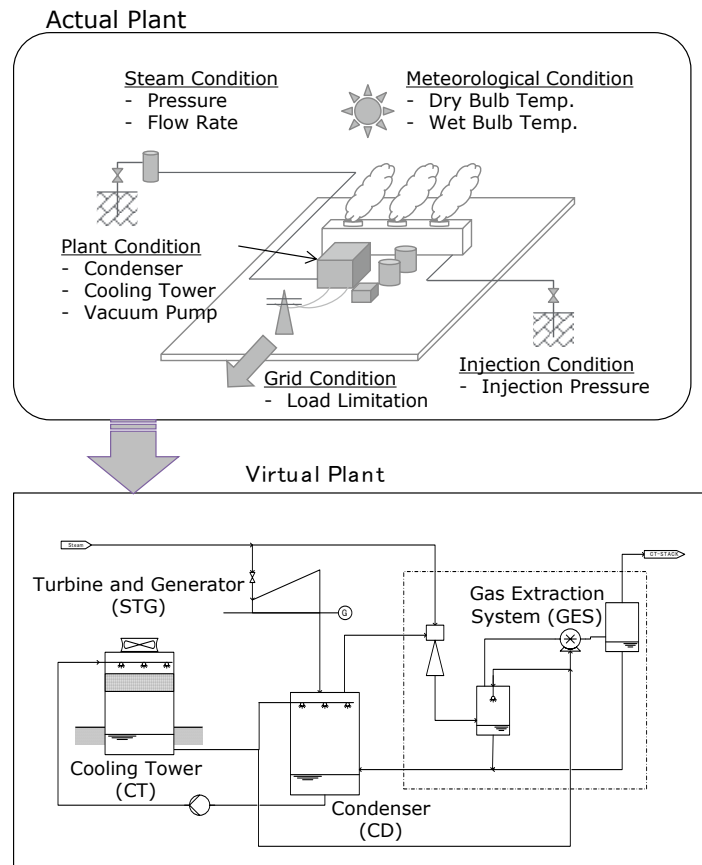 Actual Plant
Steam Condition
- Pressure
- Flow Rate
Meteorological Condition
- Dry Bulb Temp.
- Wet Bulb Temp.
Plant Condition
- Condenser
- Cooling Tower
- Vacuum Pump
Injection Condition
- Injection Pressure
Grid Condition
- Load Limitation
Virtual Plant
Steam
CT-STACK
Turbine and Generator
(STG)
G
Gas Extraction
System (GES)
Cooling Tower
(CT)
Condenser
(CD)